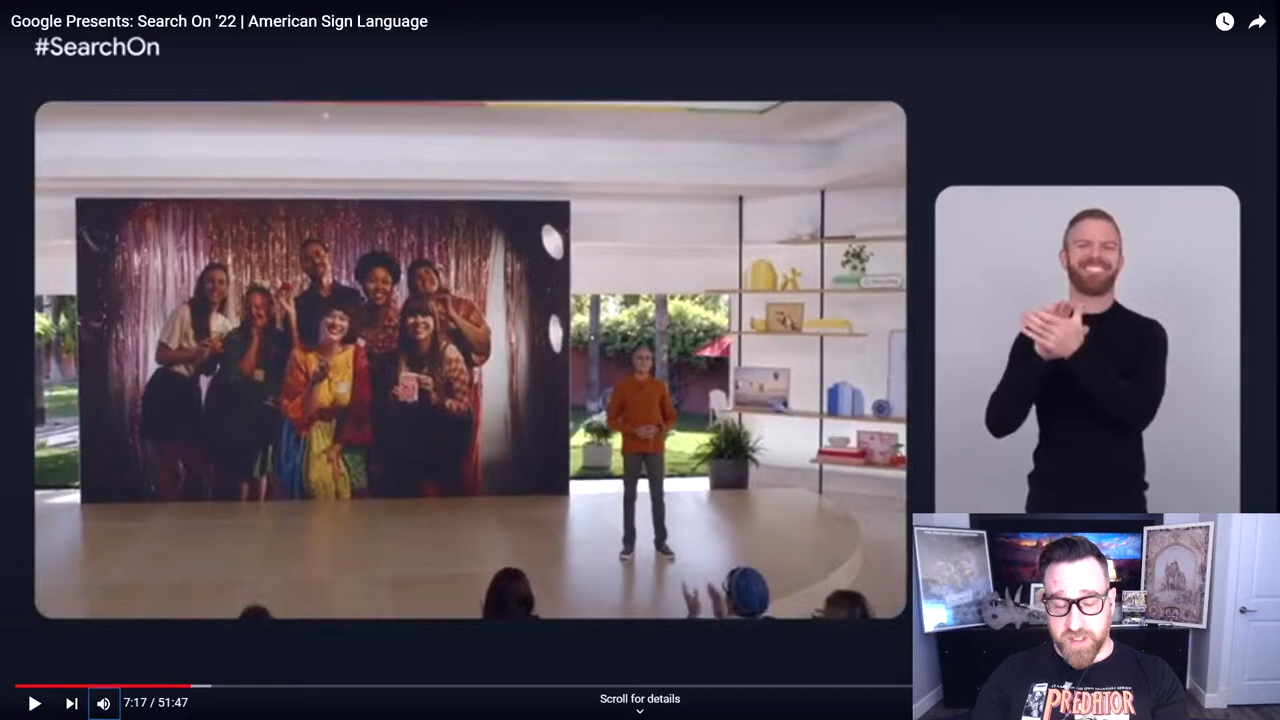 Google Presents: Search On '22 | American Sign Language
#SearchOn
7:17 / 51:47
Scroll for details
PREDATOR